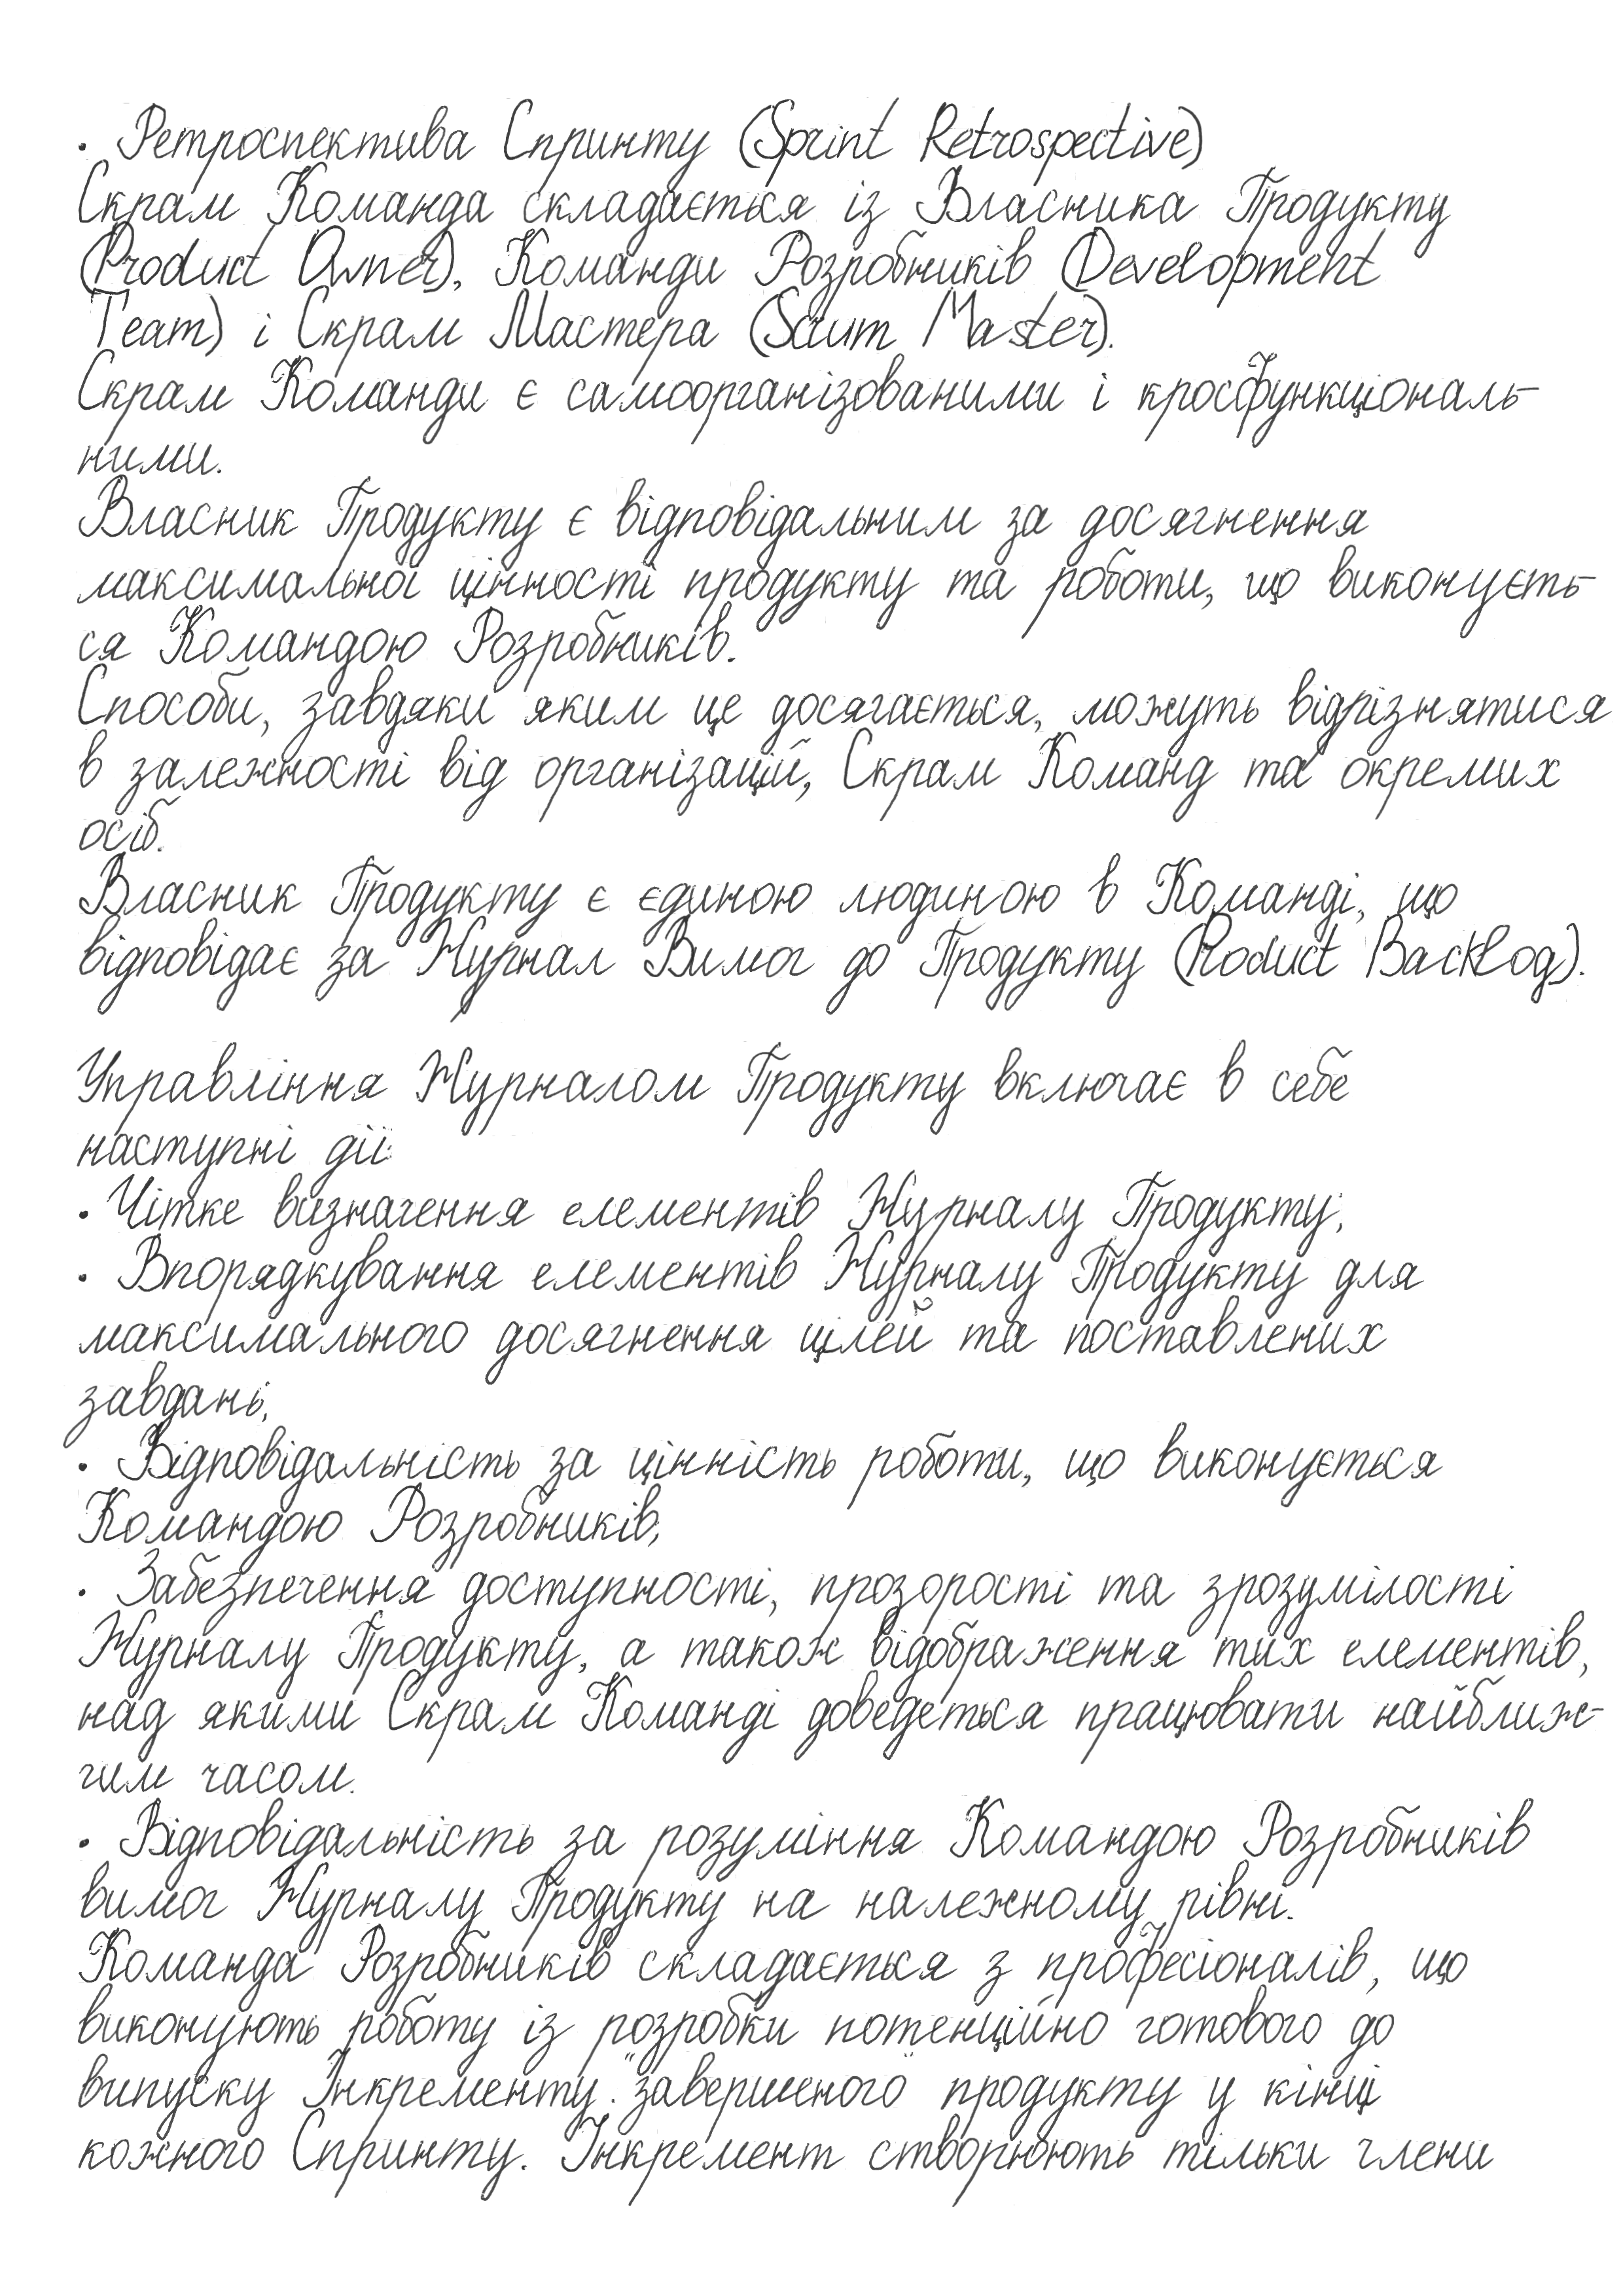 · Ретроспектива Спринту (Sprint Retrospective)
Скрам Команда складається із Власника Продукту
(Product Owner), Команди Розробників (Development
Team) і Скрам Мастера (Scrum Master).
Скрам Команди є самоорганізованими і кросфункціональ-
ними.
Власник Продукту є відповідальним за досягнення
максимальної цінності продукту та роботи, що виконуєть-
ся Командою Розробників.
Способи, завдяки яким це досягається, можуть відрізнятися
в залежності від організацій, Скрам Команд та окремих
осіб.
Власник Продукту є єдиною людиною в Команді, що
відповідає за Журнал Вимог до Продукту (Product Backlog).
Управління Журналом Продукту включає в себе
наступні дії:
· Чітке визначення елементів Журналу Продукту;
· Впорядкування елементів Журналу Продукту для
максимального досягнення цілей та поставлених
завдань;
· Відповідальність за цінність роботи, що виконується
Командою Розробників;
· Забезпечення доступності, прозорості та зрозумілості
Журналу Продукту, а також відображення тих елементів,
над якими Скрам Команді доведеться працювати найближ-
чим часом.
· Відповідальність за розуміння Командою Розробників
вимог Журналу Продукту на належному рівні.
Команда Розробників складається з професіоналів, що
виконують роботу із розробки потенційно готового до
випуску Інкременту "завершеного" продукту у кінці
кожного Спринту. Інкремент створюють тільки члени